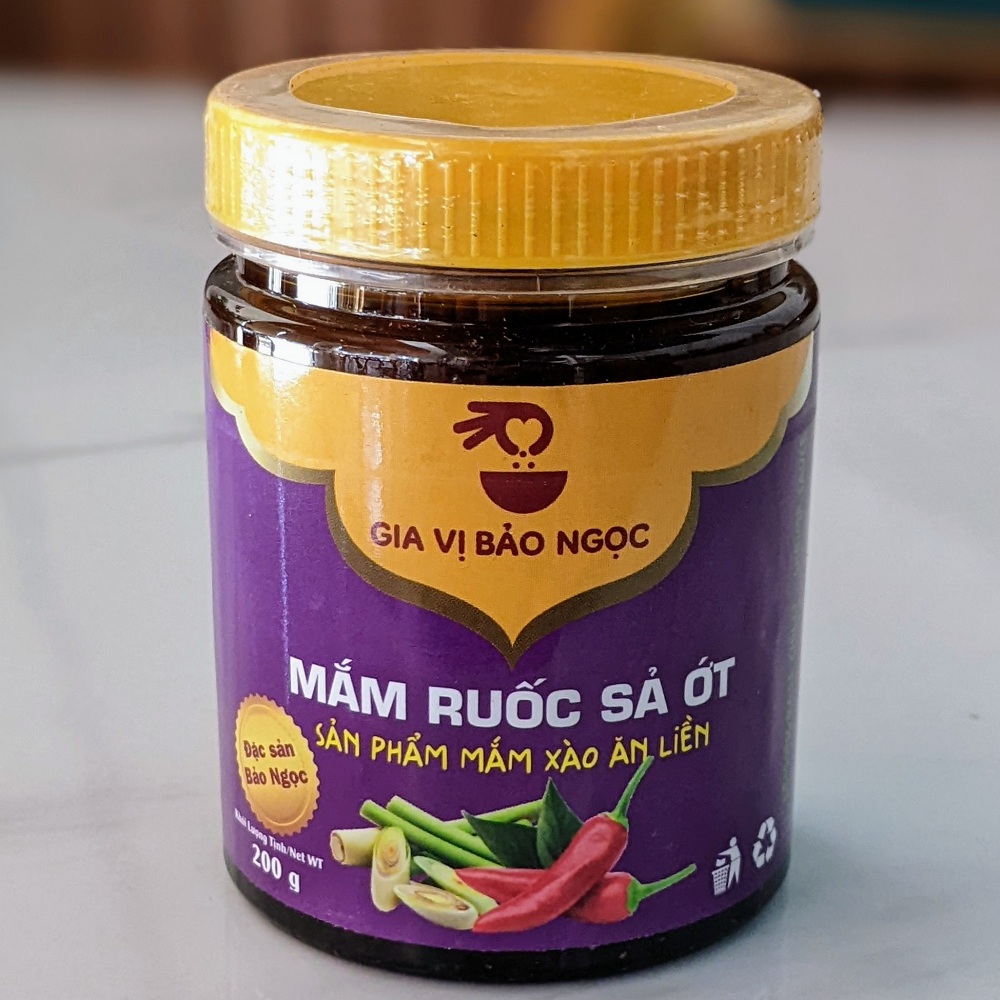 GIA VỊ BẢO NGỌC
MẮM RUỐC SẢ ỚT
SẢN PHẨM MẮM XÀO ĂN LIỀN
Đặc sản
Bảo Ngọc
Khối Lượng Tịnh/Net WT
200 g